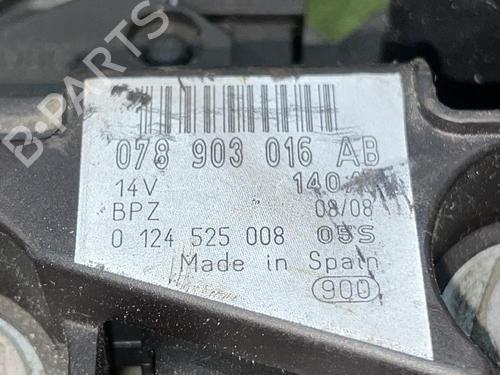 B-PARTS
078 903 016 AB
14V 140
BPZ 08/08
0 124 525 008 05S
Made in Spain
900